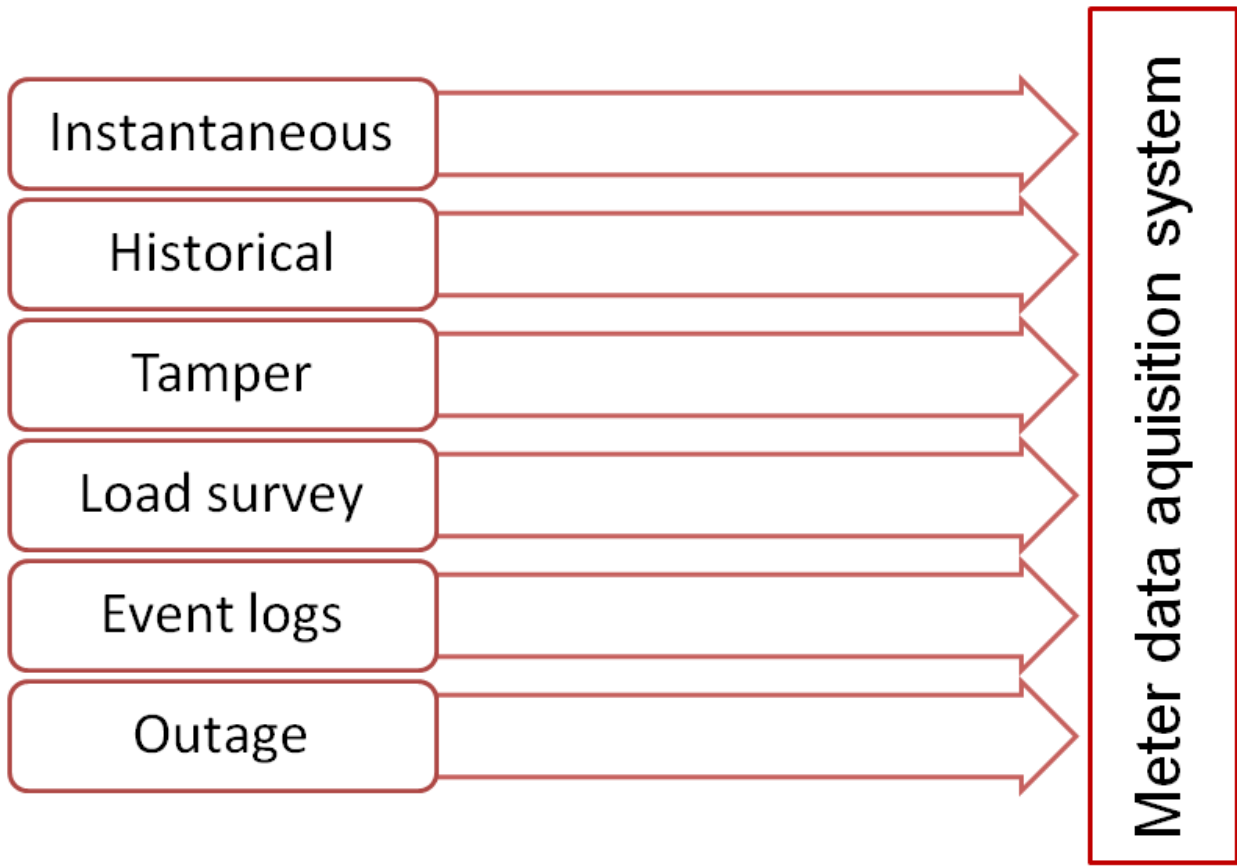 Instantaneous
Historical
Tamper
Load survey
Event logs
Outage
Meter data aquisition system